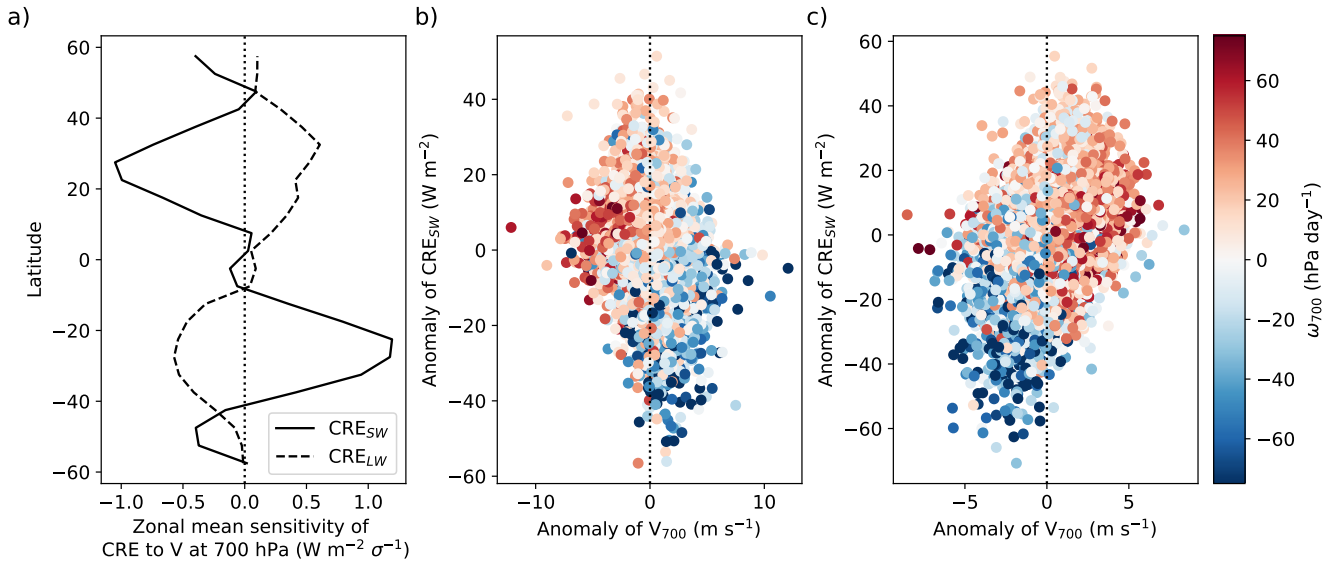 a)
60
40
20
0
−20
−40
−60
Latitude
CRE_SW
CRE_LW
−1.0 −0.5 0.0 0.5 1.0
Zonal mean sensitivity of
CRE to V at 700 hPa (W m⁻² σ⁻¹)
b)
40
20
0
−20
−40
−60
Anomaly of CRE_SW (W m⁻²)
−10 0 10
Anomaly of V₇₀₀ (m s⁻¹)
c)
60
40
20
0
−20
−40
−60
Anomaly of CRE_SW (W m⁻²)
−5 0 5
Anomaly of V₇₀₀ (m s⁻¹)
60
40
20
0
−20
−40
−60
ω₇₀₀ (hPa day⁻¹)